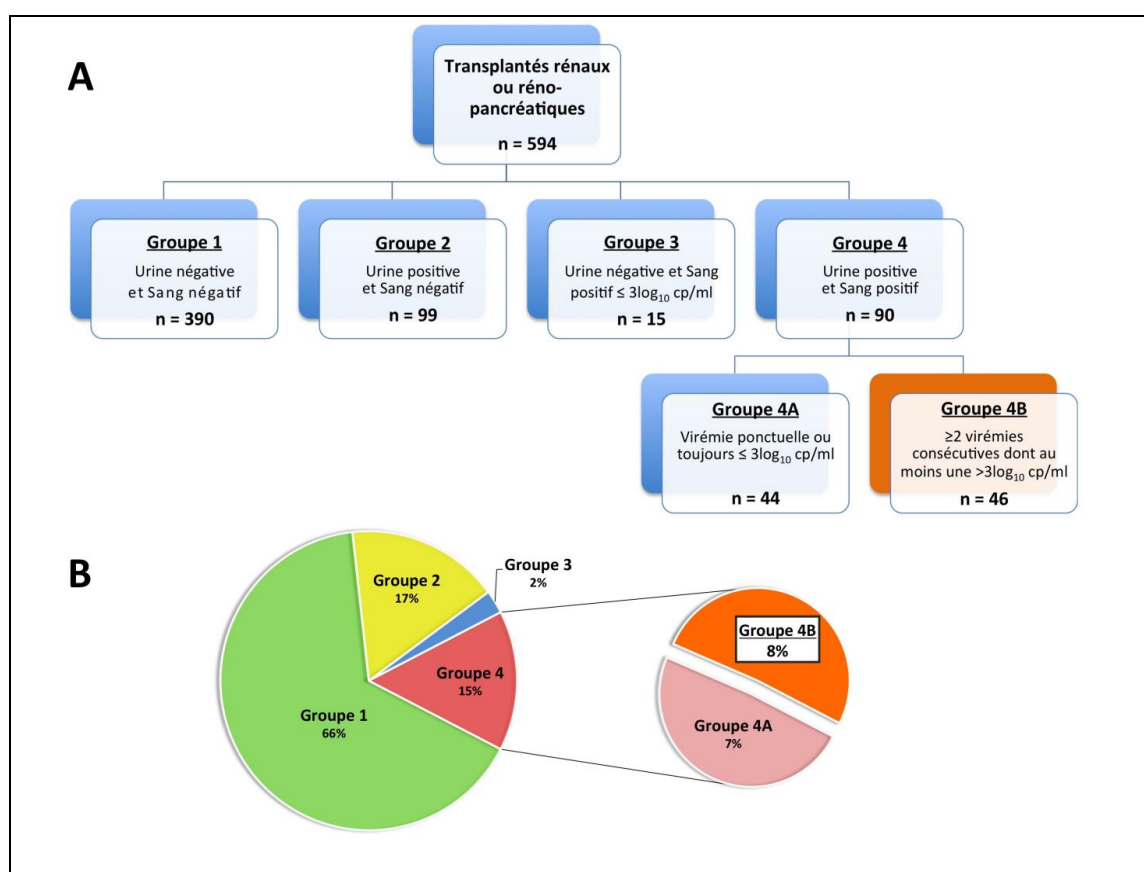 A
Transplantés rénaux
ou réno-
pancréatiques
n = 594
Groupe 1
Urine négative
et Sang négatif
n = 390
Groupe 2
Urine positive
et Sang négatif
n = 99
Groupe 3
Urine négative et Sang
positif ≤ 3log₁₀ cp/ml
n = 15
Groupe 4
Urine positive
et Sang positif
n = 90
Groupe 4A
Virémie ponctuelle ou
toujours ≤ 3log₁₀ cp/ml
n = 44
Groupe 4B
≥2 virémies
consécutives dont au
moins une >3log₁₀ cp/ml
n = 46
B
Groupe 1
66%
Groupe 2
17%
Groupe 3
2%
Groupe 4
15%
Groupe 4B
8%
Groupe 4A
7%